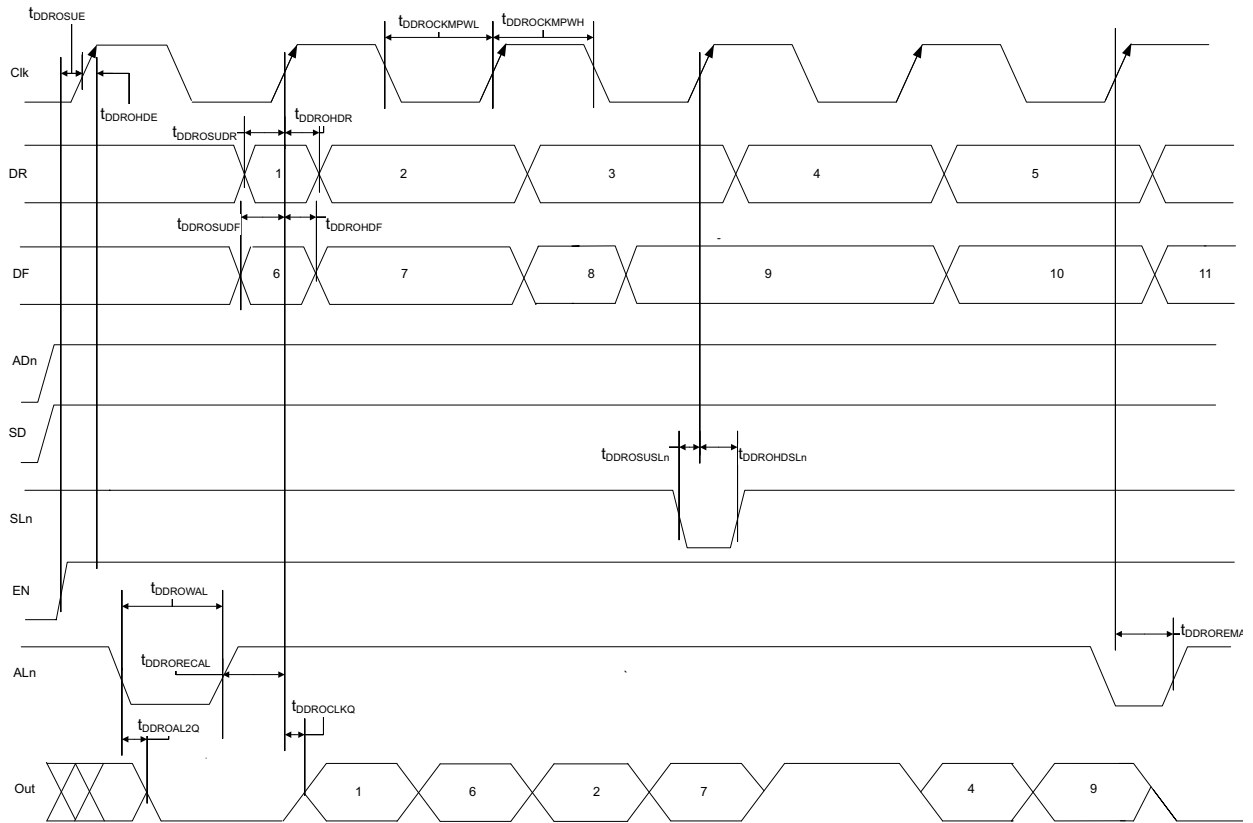 tDDROSUE
tDDROCKMPWL
tDDROCKMPWH
Clk
tDDROHDE
tDDROSUDR
tDDROHDR
DR
1
2
3
4
5
tDDROSUDF
tDDROHDF
DF
6
7
8
9
10
11
ADn
SD
tDDROSUSLn
tDDROHDSLn
SLn
EN
tDDROWAL
tDDRORECAL
tDDROREMA
ALn
tDDROAL2Q
tDDROCLKQ
Out
1
6
2
7
4
9